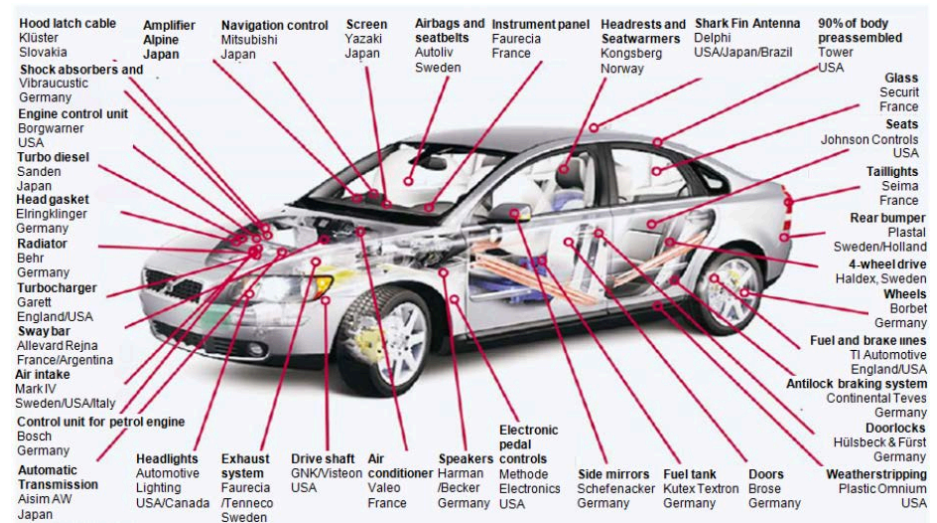 Hood latch cable
Klüster
Slovakia
Amplifier
Alpine
Japan
Navigation control
Mitsubishi
Japan
Screen
Yazaki
Japan
Airbags and
seatbelts
Autoliv
Sweden
Instrument panel
Faurecia
France
Headrests and
Seatwarmers
Kongsberg
Norway
Shark Fin Antenna
Delphi
USA/Japan/Brazil
90% of body
preassembled
Tower
USA
Shock absorbers and
Vibraucustic
Germany
Engine control unit
Borgwarner
USA
Turbo diesel
Sanden
Japan
Head gasket
Elringklinger
Germany
Radiator
Behr
Germany
Turbocharger
Garett
England/USA
Sway bar
Allevard Rejna
France/Argentina
Air intake
Mark IV
Sweden/USA/Italy
Control unit for petrol engine
Bosch
Germany
Automatic
Transmission
Aisim AW
Japan
Glass
Securit
France
Seats
Johnson Controls
USA
Taillights
Seima
France
Rear bumper
Plastal
Sweden/Holland
4-wheel drive
Haldex, Sweden
Wheels
Borbet
Germany
Fuel and brake lines
TI Automotive
England/USA
Antilock braking system
Continental Teves
Germany
Doorlocks
Hülsbeck & Fürst
Germany
Weatherstripping
Plastic Omnium
USA
Headlights
Automotive
Lighting
USA/Canada
Exhaust
system
Faurecia
/Tenneco
Sweden
Drive shaft
GNK/Visteon
USA
Air
conditioner
Valeo
France
Speakers
Harman
/Becker
Germany
Electronic
pedal
controls
Methode
Electronics
USA
Side mirrors
Schefenacker
Germany
Fuel tank
Kutex Textron
Germany
Doors
Brose
Germany